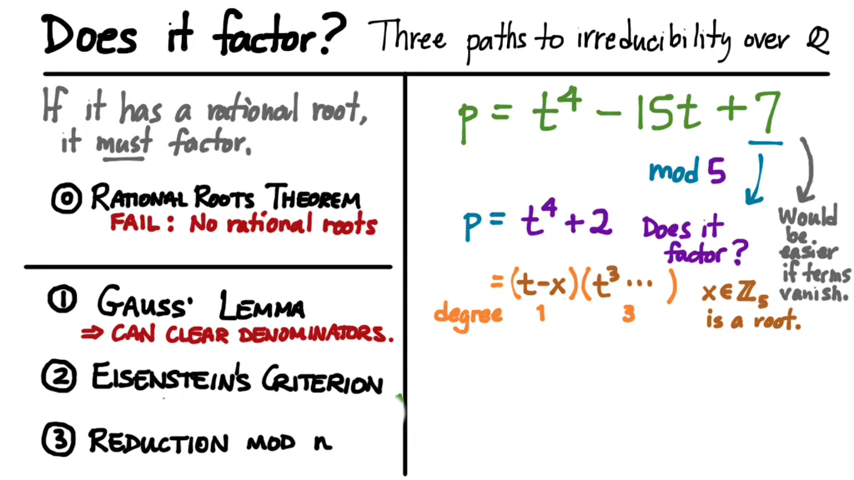 Does it factor? Three paths to irreducibility over ℚ
If it has a rational root,
it must factor.
⓪ RATIONAL ROOTS THEOREM
FAIL: No rational roots
① GAUSS' LEMMA
⇒ CAN CLEAR DENOMINATORS.
② EISENSTEIN'S CRITERION
③ REDUCTION MOD n
p = t⁴ − 15t + 7
mod 5
p = t⁴ + 2
Does it
factor?
Would
be
easier
if terms
vanish.
= (t−x)(t³ ⋯ )
degree 1 3
x ∈ ℤ₅
is a root.